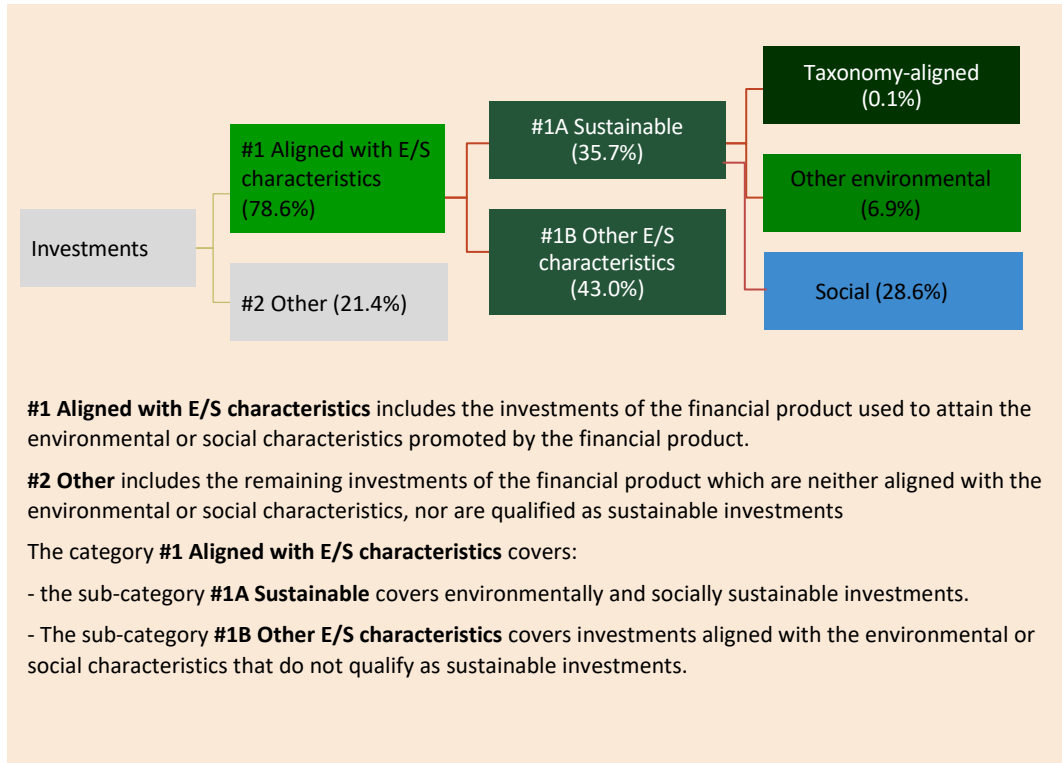 Investments
#1 Aligned with E/S
characteristics
(78.6%)
#2 Other (21.4%)
#1A Sustainable
(35.7%)
#1B Other E/S
characteristics
(43.0%)
Taxonomy-aligned
(0.1%)
Other environmental
(6.9%)
Social (28.6%)
#1 Aligned with E/S characteristics includes the investments of the financial product used to attain the
environmental or social characteristics promoted by the financial product.
#2 Other includes the remaining investments of the financial product which are neither aligned with the
environmental or social characteristics, nor are qualified as sustainable investments
The category #1 Aligned with E/S characteristics covers:
- the sub-category #1A Sustainable covers environmentally and socially sustainable investments.
- The sub-category #1B Other E/S characteristics covers investments aligned with the environmental or
social characteristics that do not qualify as sustainable investments.